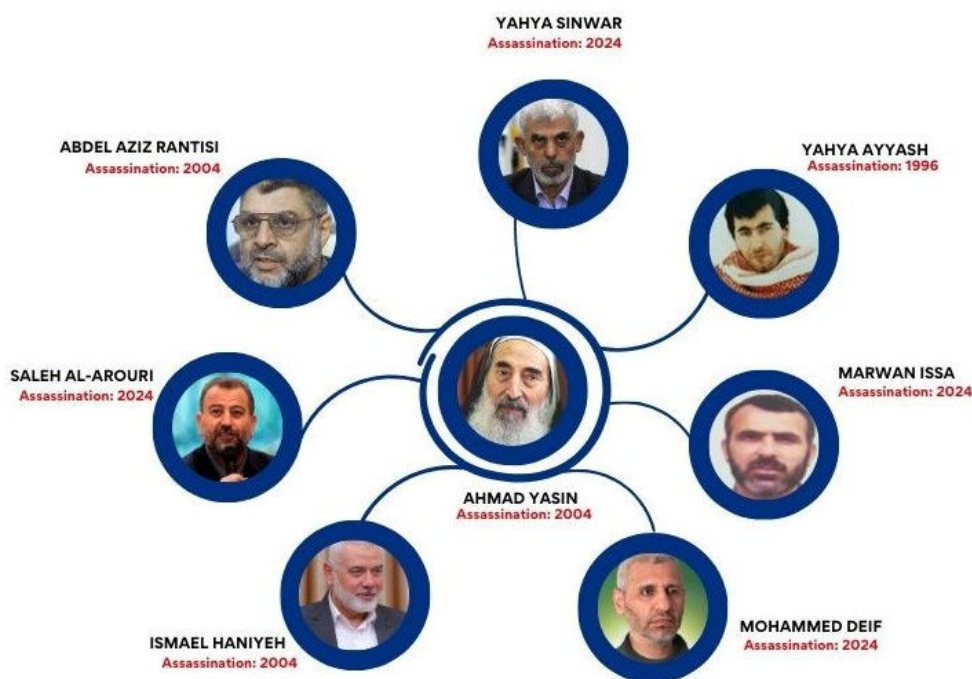 YAHYA SINWAR
Assassination: 2024
ABDEL AZIZ RANTISI
Assassination: 2004
YAHYA AYYASH
Assassination: 1996
SALEH AL-AROURI
Assassination: 2024
MARWAN ISSA
Assassination: 2024
AHMAD YASIN
Assassination: 2004
ISMAEL HANIYEH
Assassination: 2004
MOHAMMED DEIF
Assassination: 2024